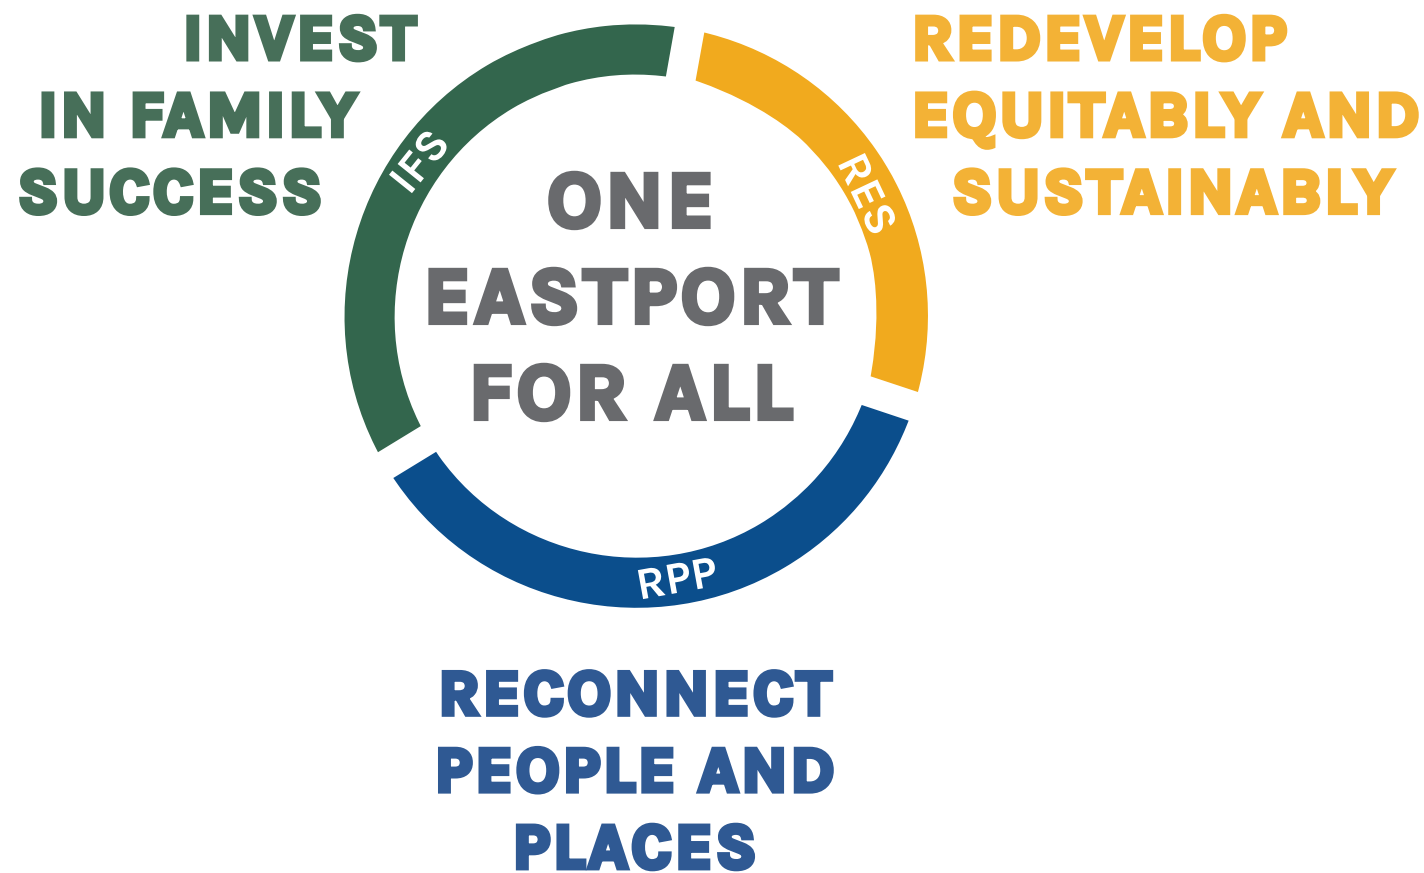 INVEST
IN FAMILY
SUCCESS
REDEVELOP
EQUITABLY AND
SUSTAINABLY
IFS
RES
ONE
EASTPORT
FOR ALL
RPP
RECONNECT
PEOPLE AND
PLACES